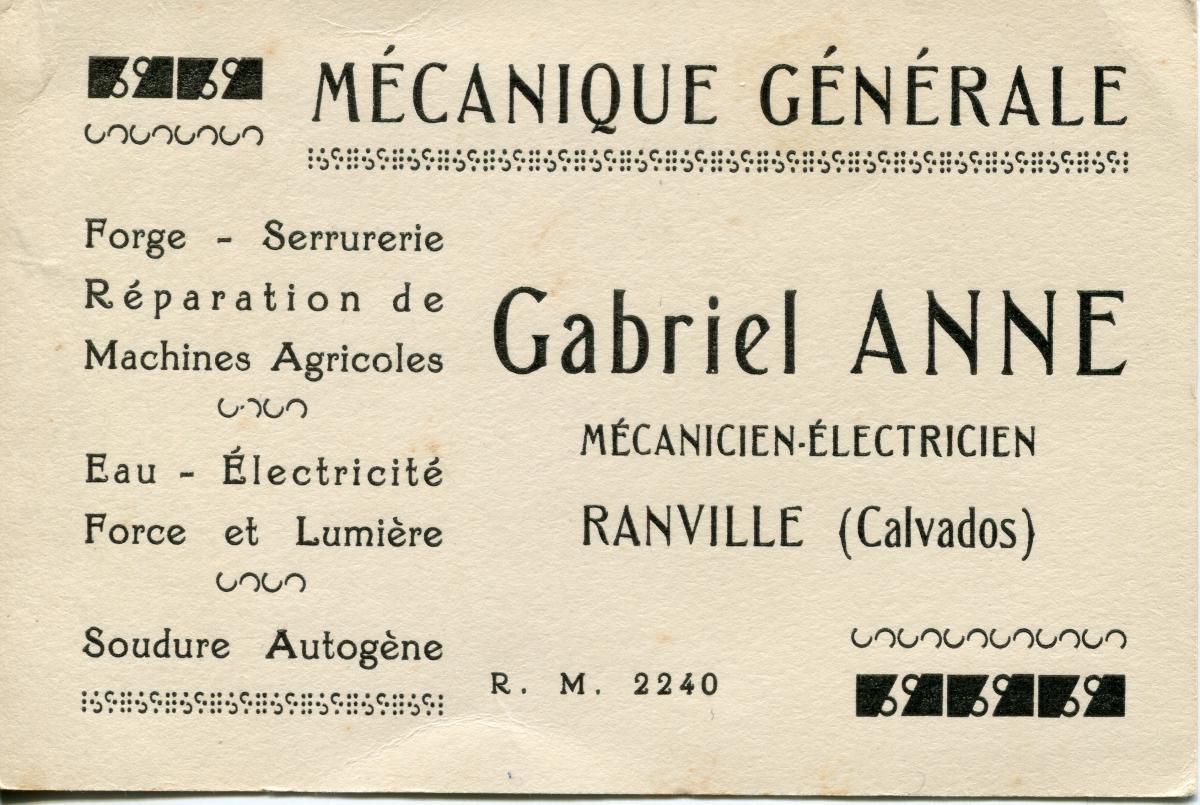 MÉCANIQUE GÉNÉRALE
Forge - Serrurerie
Réparation de
Machines Agricoles
Eau - Électricité
Force et Lumière
Soudure Autogène
Gabriel ANNE
MÉCANICIEN-ÉLECTRICIEN
RANVILLE (Calvados)
R. M. 2240